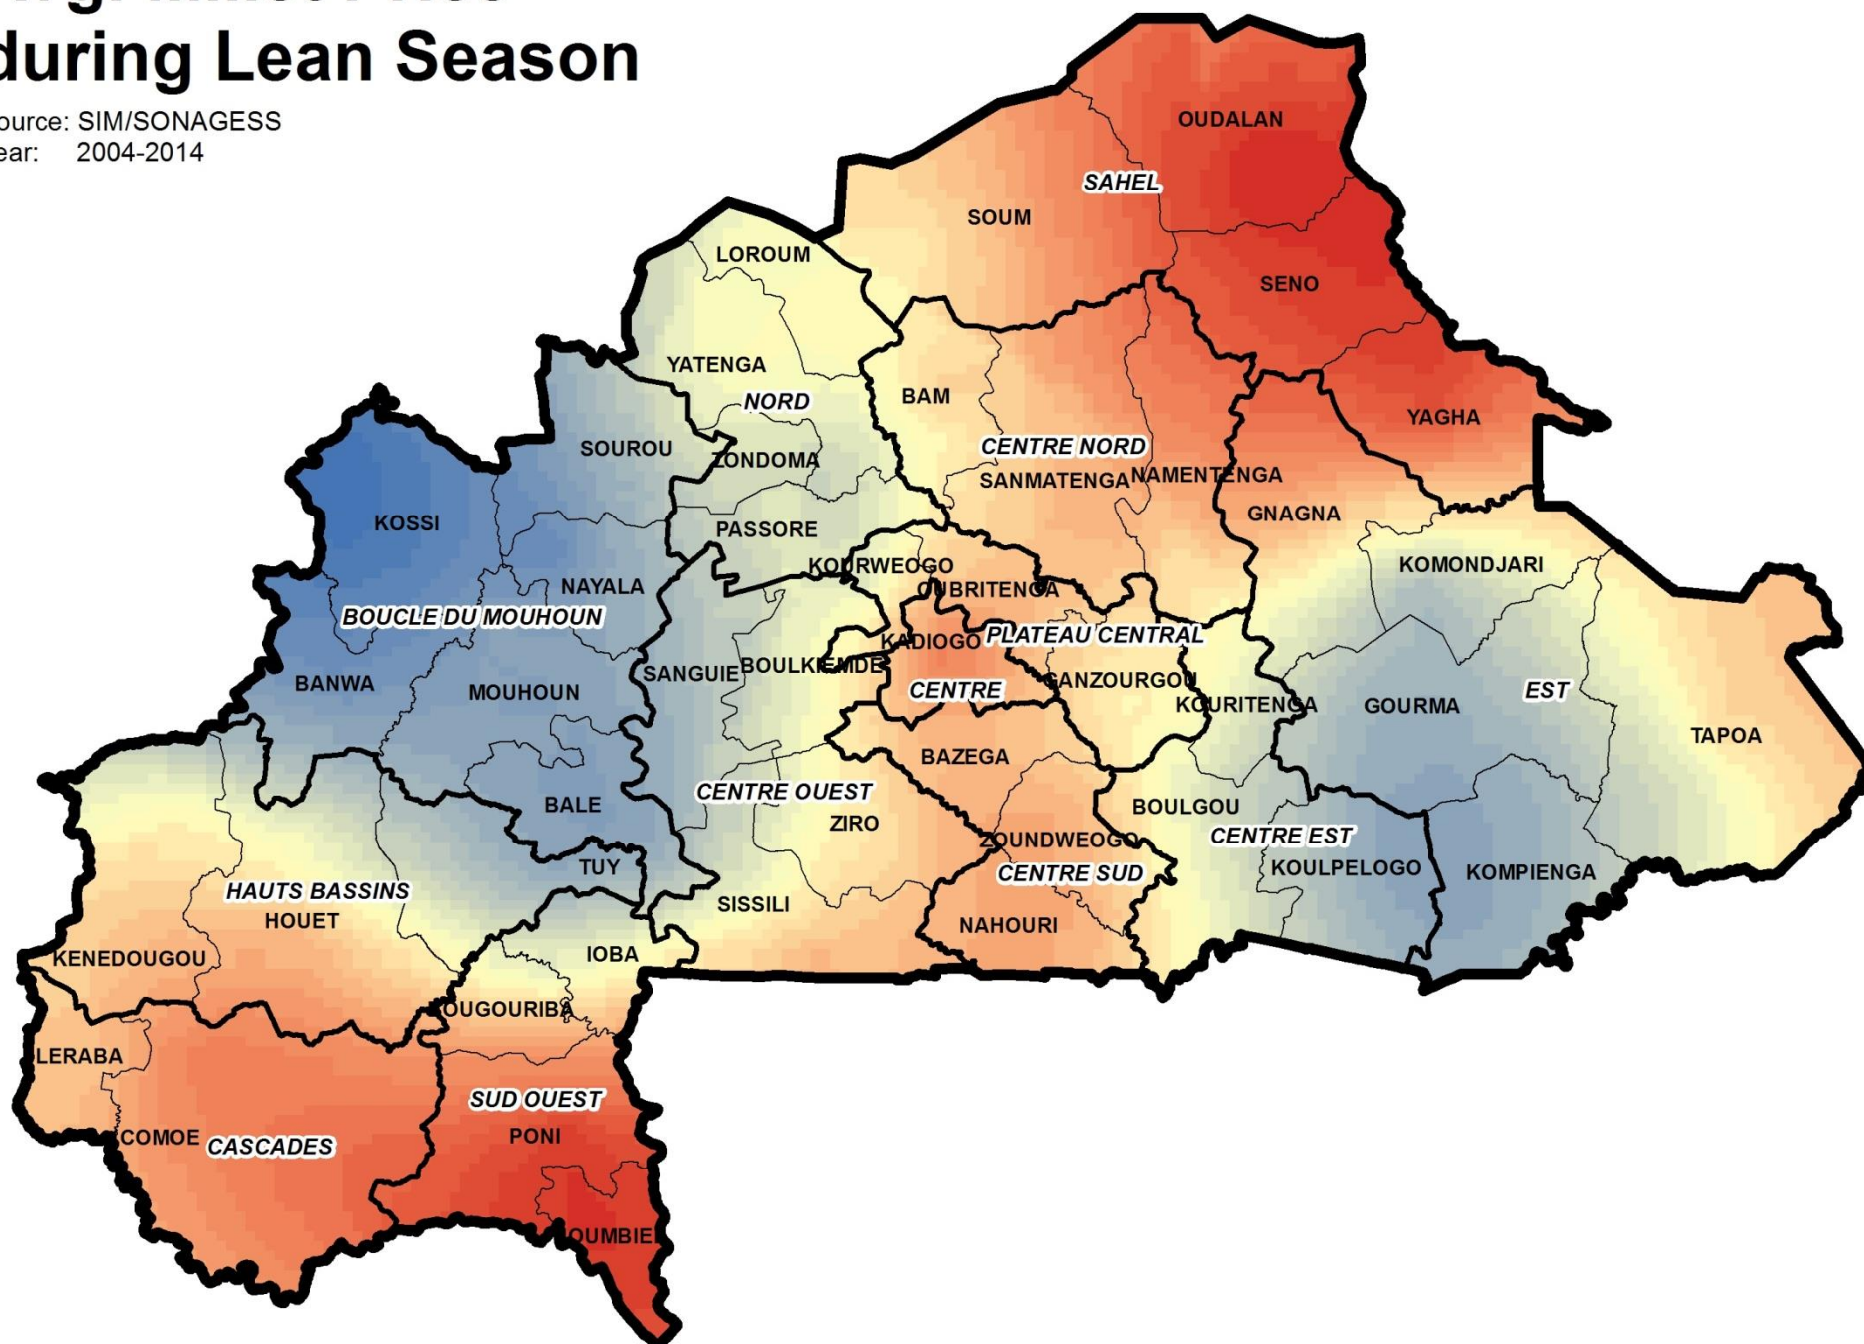 during Lean Season
ource: SIM/SONAGESS
ear: 2004-2014
OUDALAN
SAHEL
SOUM
LOROUM
SENO
YATENGA
BAM
NORD
YAGHA
SOUROU
CENTRE NORD
ZONDOMA
SANMATENGA
NAMENTENGA
GNAGNA
KOSSI
PASSORE
KOURWEOGO
KOMONDJARI
NAYALA
OUBRITENGA
BOUCLE DU MOUHOUN
KADIOGO
PLATEAU CENTRAL
BOULKIEMDE
SANGUIE
BANWA
MOUHOUN
CENTRE
GANZOURGOU
KOURITENGA
GOURMA
EST
TAPOA
BAZEGA
CENTRE OUEST
BALE
ZIRO
BOULGOU
ZOUNDWEOGO
CENTRE EST
TUY
KOULPELOGO
KOMPIENGA
CENTRE SUD
HAUTS BASSINS
HOUET
SISSILI
NAHOURI
KENEDOUGOU
IOBA
OUGOURIBA
LERABA
SUD OUEST
PONI
COMOE
CASCADES
OUMBIE